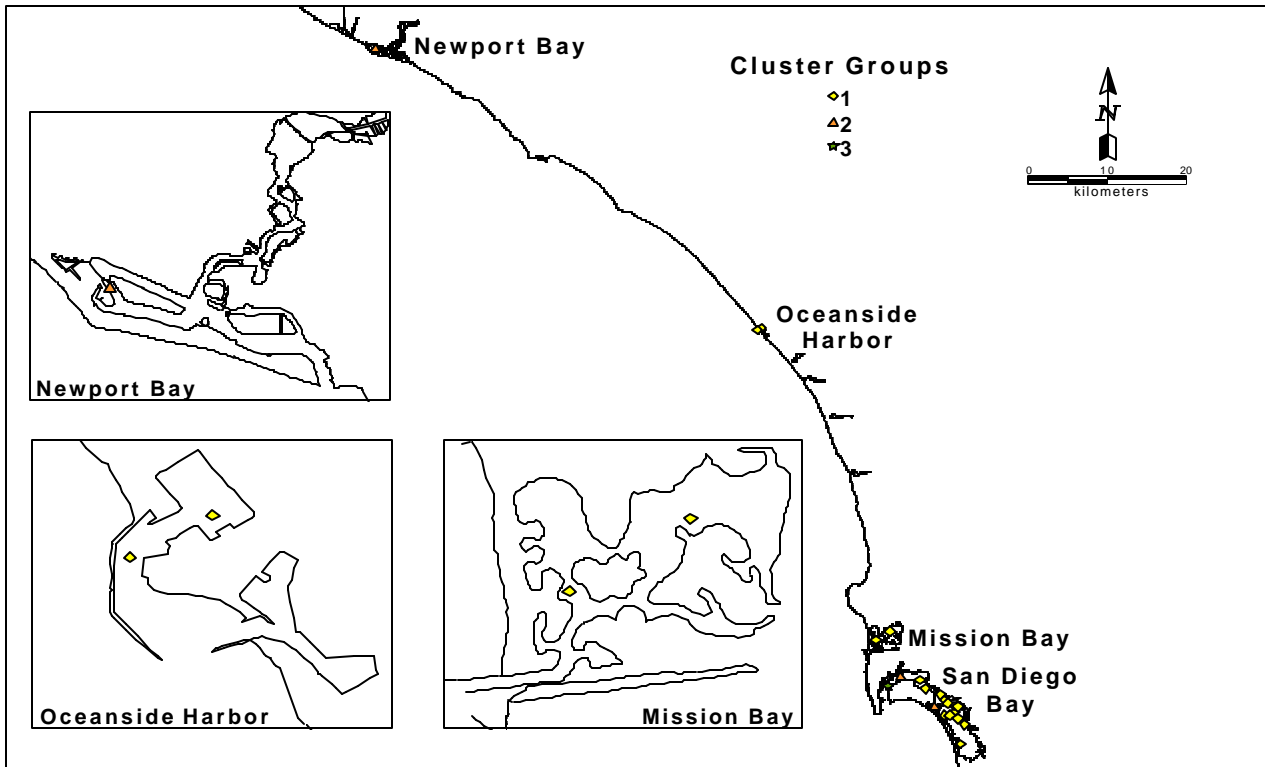 Newport Bay
Cluster Groups
1
2
3
N
0 10 20
kilometers
Newport Bay
Oceanside
Harbor
Oceanside Harbor
Mission Bay
Mission Bay
San Diego
Bay